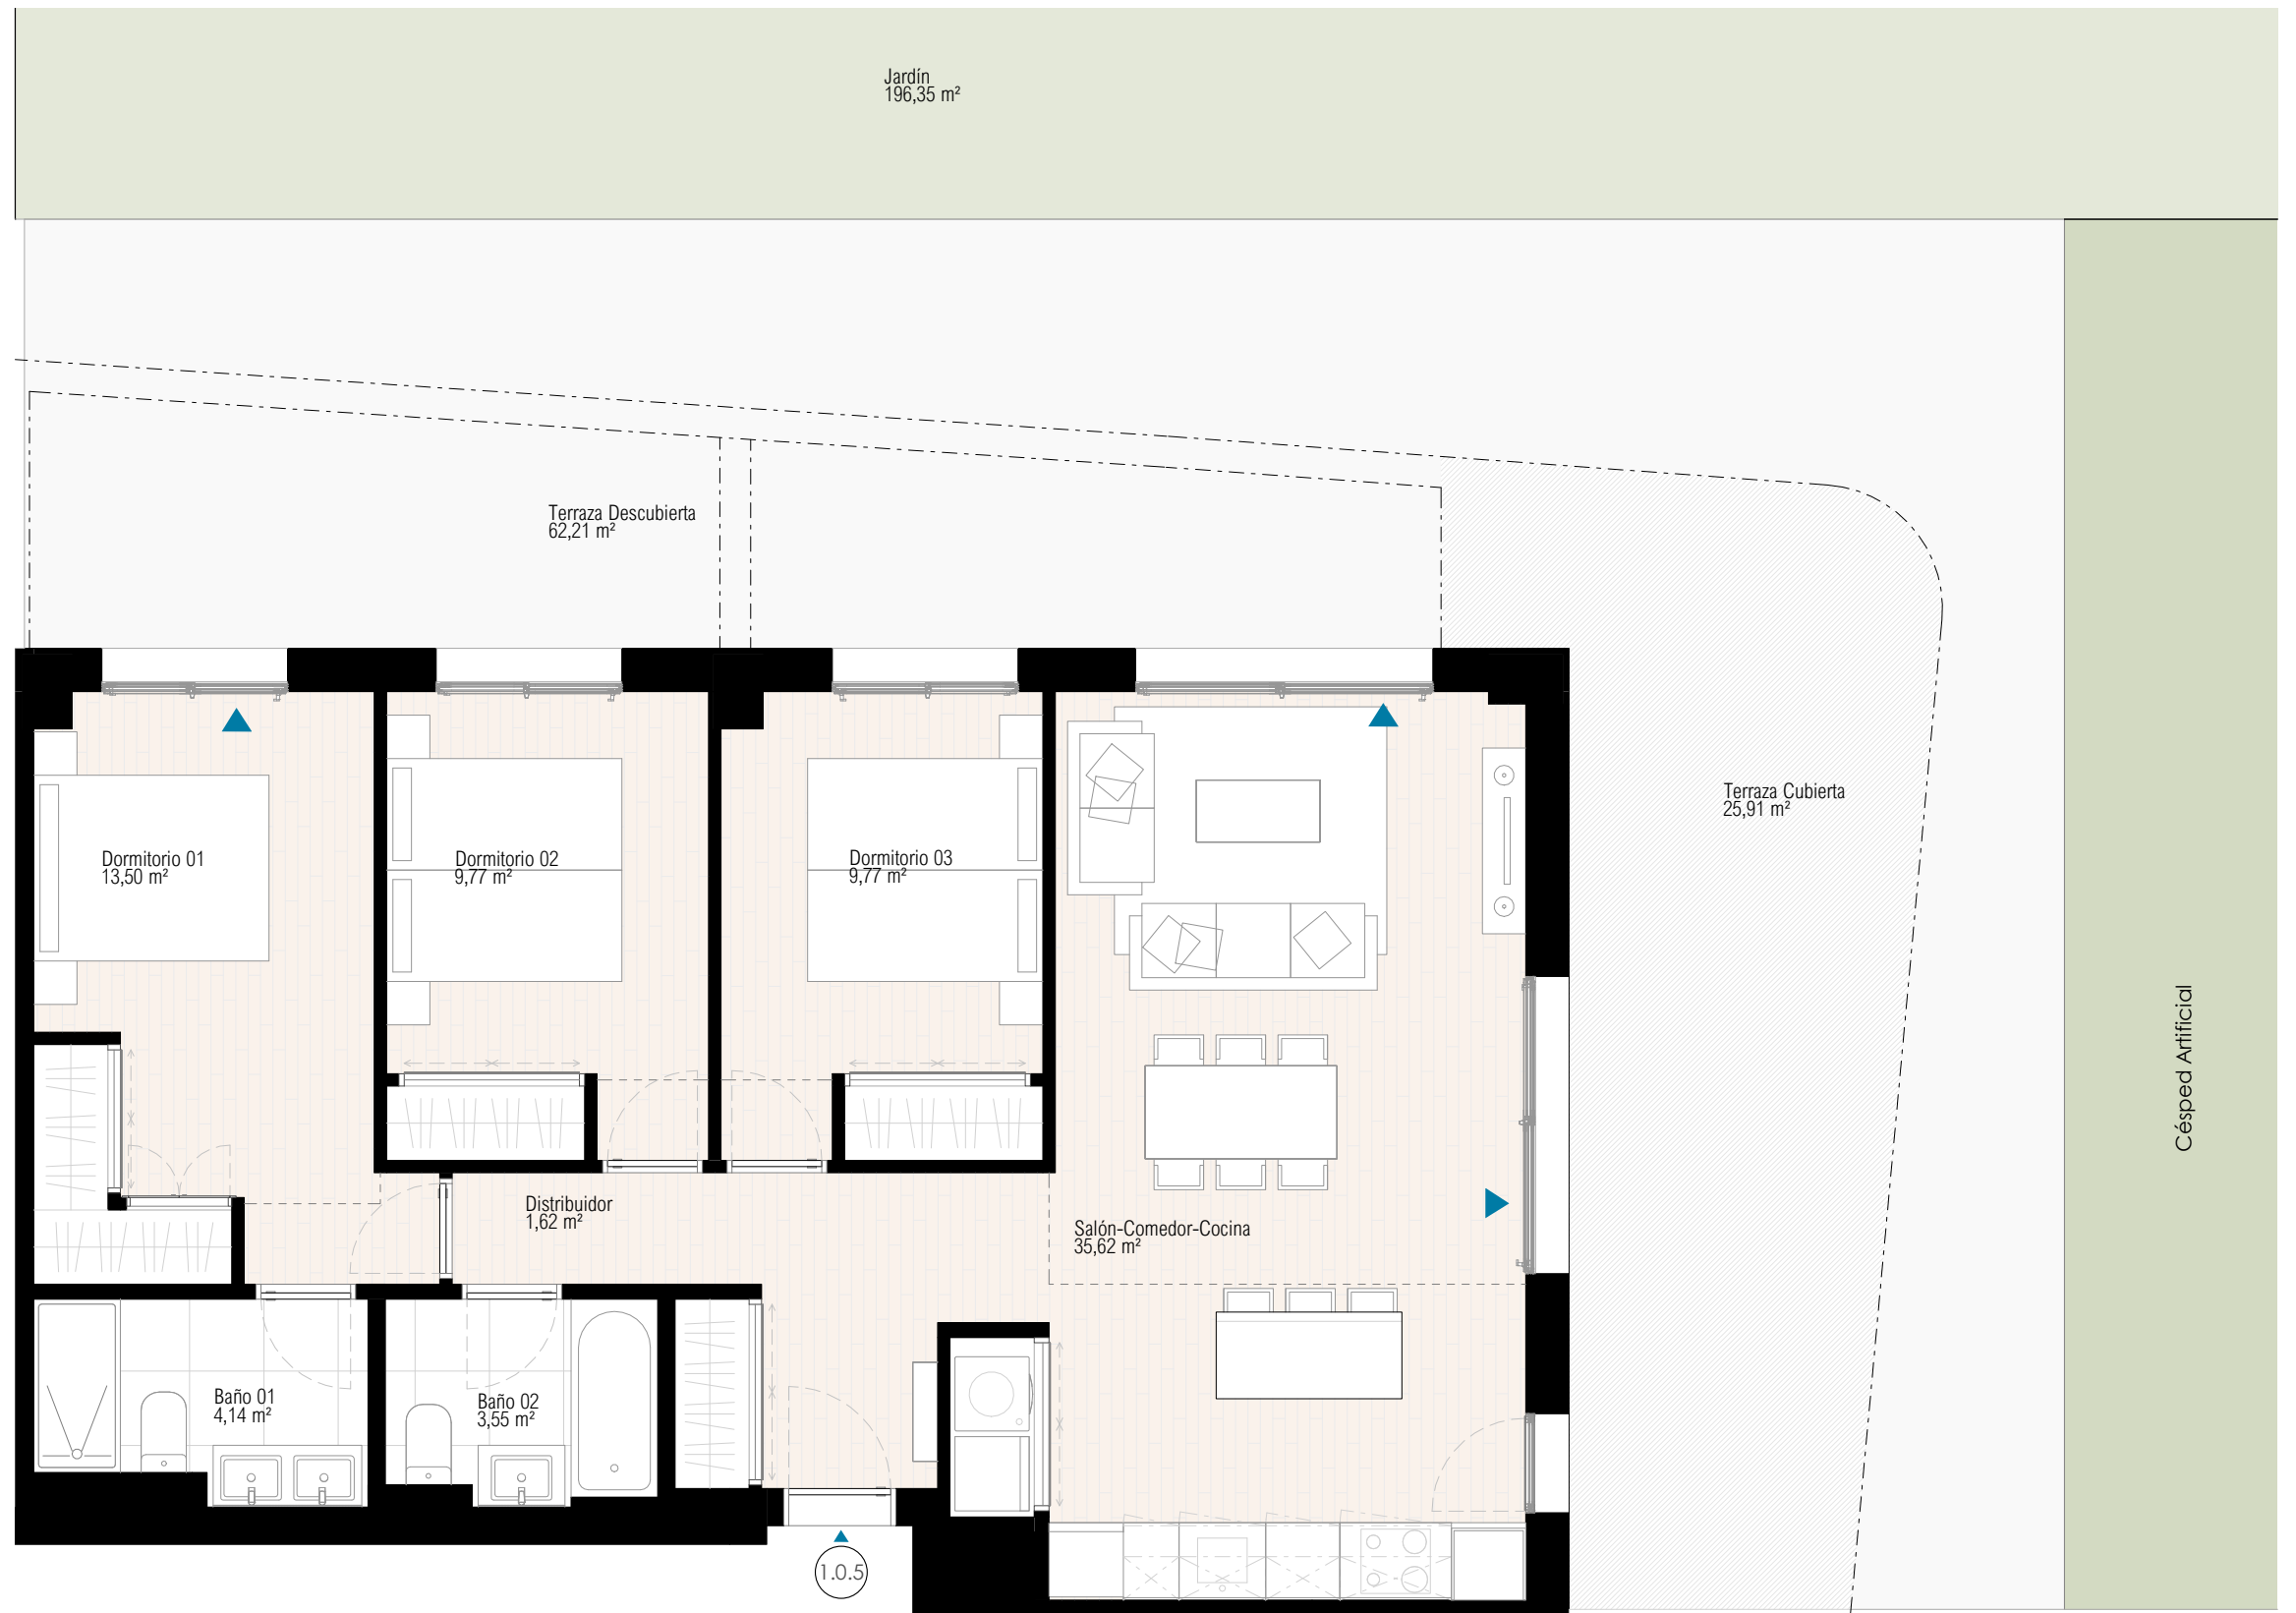 Jardín
196,35 m²
Terraza Descubierta
62,21 m²
Terraza Cubierta
25,91 m²
Dormitorio 01
13,50 m²
Dormitorio 02
9,77 m²
Dormitorio 03
9,77 m²
Césped Artificial
Distribuidor
1,62 m²
Salón-Comedor-Cocina
35,62 m²
Baño 01
4,14 m²
Baño 02
3,55 m²
1.0.5